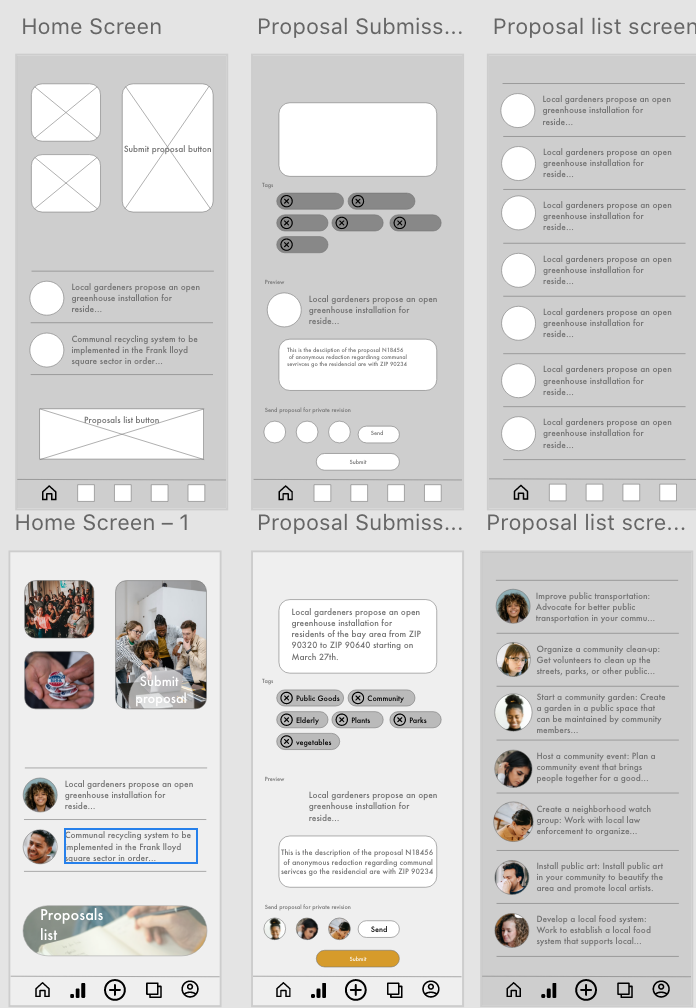 Home Screen
Submit proposal button
Local gardeners propose an open
greenhouse installation for
reside...
Communal recycling system to be
implemented in the Frank lloyd
square sector in order...
Proposals list button
Proposal Submiss...
Tags
Preview
Local gardeners propose an open
greenhouse installation for
reside...
This is the desciption of the proposal N18456
of anonymous redaction regardinng communal
servrices go the residencial are with ZIP 90234
Send proposal for private revision
Send
Submit
Proposal list screen
Local gardeners propose an open
greenhouse installation for
reside...
Local gardeners propose an open
greenhouse installation for
reside...
Local gardeners propose an open
greenhouse installation for
reside...
Local gardeners propose an open
greenhouse installation for
reside...
Local gardeners propose an open
greenhouse installation for
reside...
Local gardeners propose an open
greenhouse installation for
reside...
Local gardeners propose an open
greenhouse installation for
reside...
Home Screen – 1
Submit
proposal
Local gardeners propose an open
greenhouse installation for
reside...
Communal recycling system to be
implemented in the Frank lloyd
square sector in order...
Proposals
list
Proposal Submiss...
Local gardeners propose an open
greenhouse installation for
residents of the bay area from ZIP
90320 to ZIP 90640 starting on
March 27th.
Tags
Public Goods
Community
Elderly
Plants
Parks
vegetables
Preview
Local gardeners propose an open
greenhouse installation for
reside...
This is the description of the proposal N18456
of anonymous redaction regarding communal
serivces go the residencial are with ZIP 90234
Send proposal for private revision
Send
Submit
Proposal list scre...
Improve public transportation:
Advocate for better public
transportation in your commu...
Organize a community clean-up:
Get volunteers to clean up the
streets, parks, or other public...
Start a community garden: Create
a garden in a public space that
can be maintained by community
members...
Host a community event: Plan a
community event that brings
people together for a good...
Create a neighborhood watch
group: Work with local law
enforcement to organize...
Install public art: Install public art
in your community to beautify the
area and promote local artists.
Develop a local food system:
Work to establish a local food
system that supports local...